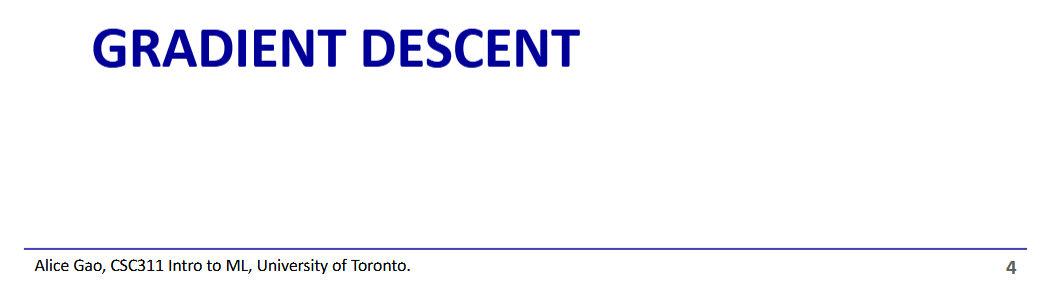 GRADIENT DESCENT
Alice Gao, CSC311 Intro to ML, University of Toronto.
4